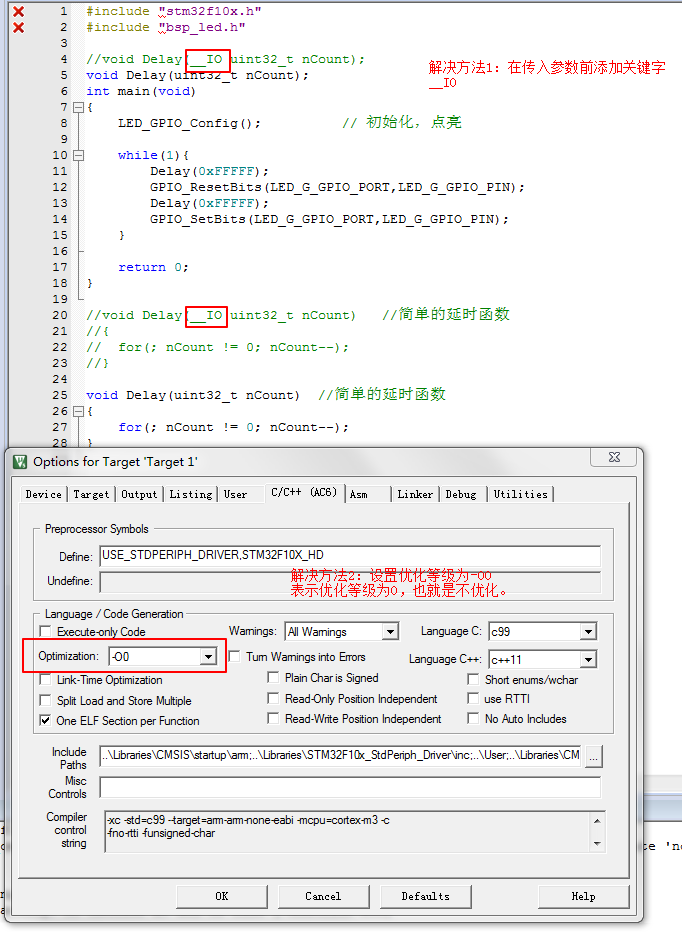 1 #include "stm32f10x.h"
2 #include "bsp_led.h"
3
4 //void Delay(__IO uint32_t nCount);
5 void Delay(uint32_t nCount);
解决方法1：在传入参数前添加关键字
__IO
6 int main(void)
7 {
8 LED_GPIO_Config(); // 初始化，点亮
9
10 while(1){
11 Delay(0xFFFFF);
12 GPIO_ResetBits(LED_G_GPIO_PORT,LED_G_GPIO_PIN);
13 Delay(0xFFFFF);
14 GPIO_SetBits(LED_G_GPIO_PORT,LED_G_GPIO_PIN);
15 }
16
17 return 0;
18 }
19
20 //void Delay(__IO uint32_t nCount) //简单的延时函数
21 //{
22 // for(; nCount != 0; nCount--);
23 //}
24
25 void Delay(uint32_t nCount) //简单的延时函数
26 {
27 for(; nCount != 0; nCount--);
28 }
Options for Target 'Target 1'
Device Target Output Listing User C/C++ (AC6) Asm Linker Debug Utilities
Preprocessor Symbols
Define: USE_STDPERIPH_DRIVER,STM32F10X_HD
Undefine:
解决方法2：设置优化等级为-O0
表示优化等级为0，也就是不优化。
Language / Code Generation
Execute-only Code Warnings: All Warnings Language C: c99
Optimization: -O0 Turn Warnings into Errors Language C++: c++11
Link-Time Optimization Plain Char is Signed Short enums/wchar
Split Load and Store Multiple Read-Only Position Independent use RTTI
One ELF Section per Function Read-Write Position Independent No Auto Includes
Include Paths ..\Libraries\CMSIS\startup\arm;..\Libraries\STM32F10x_StdPeriph_Driver\inc;..\User;..\Libraries\CM ...
Misc Controls
Compiler control string -xc -std=c99 --target=arm-arm-none-eabi -mcpu=cortex-m3 -c
-fno-rtti -funsigned-char
OK Cancel Defaults Help